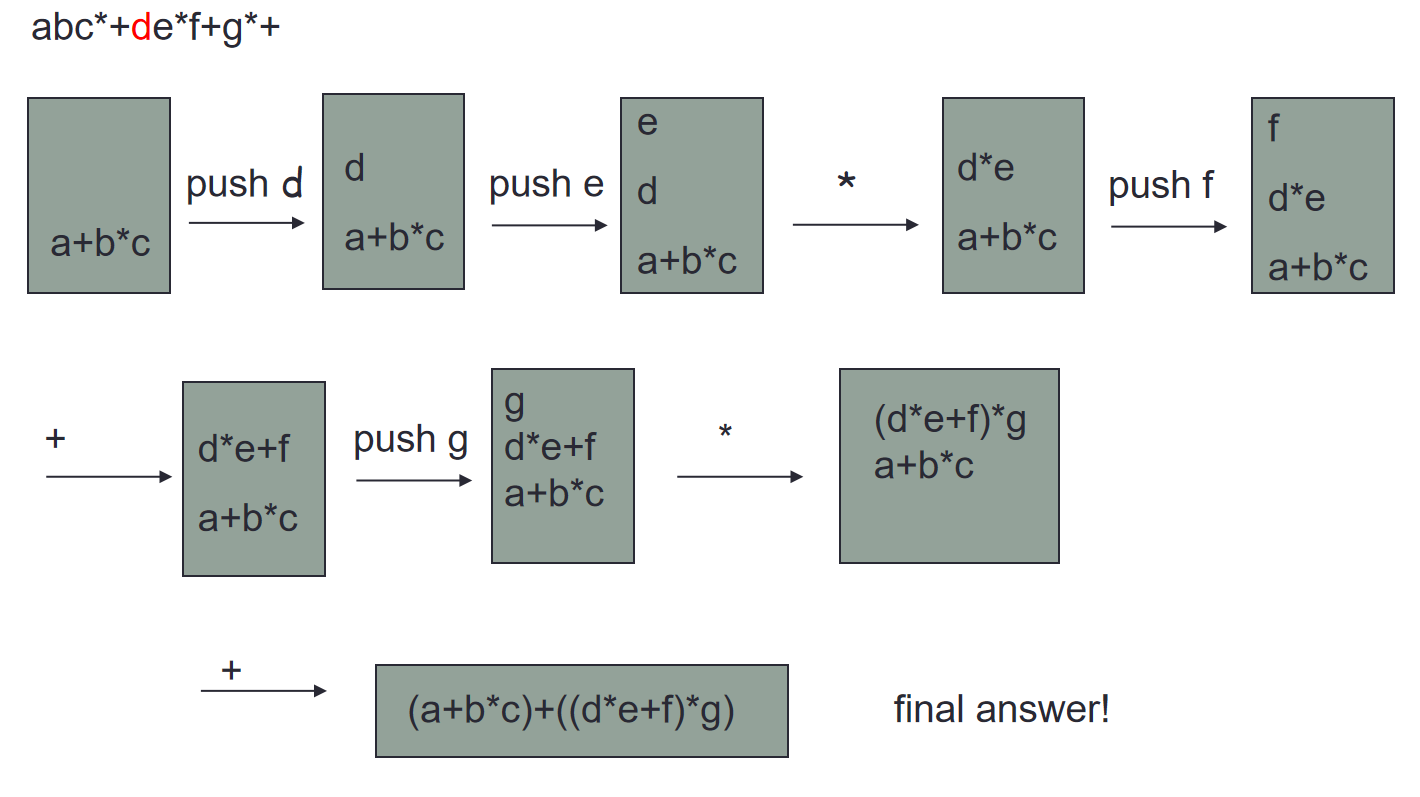 abc*+de*f+g*+
a+b*c
push d
d
a+b*c
push e
e
d
a+b*c
*
d*e
a+b*c
push f
f
d*e
a+b*c
+
d*e+f
a+b*c
push g
g
d*e+f
a+b*c
*
(d*e+f)*g
a+b*c
+
(a+b*c)+((d*e+f)*g)
final answer!